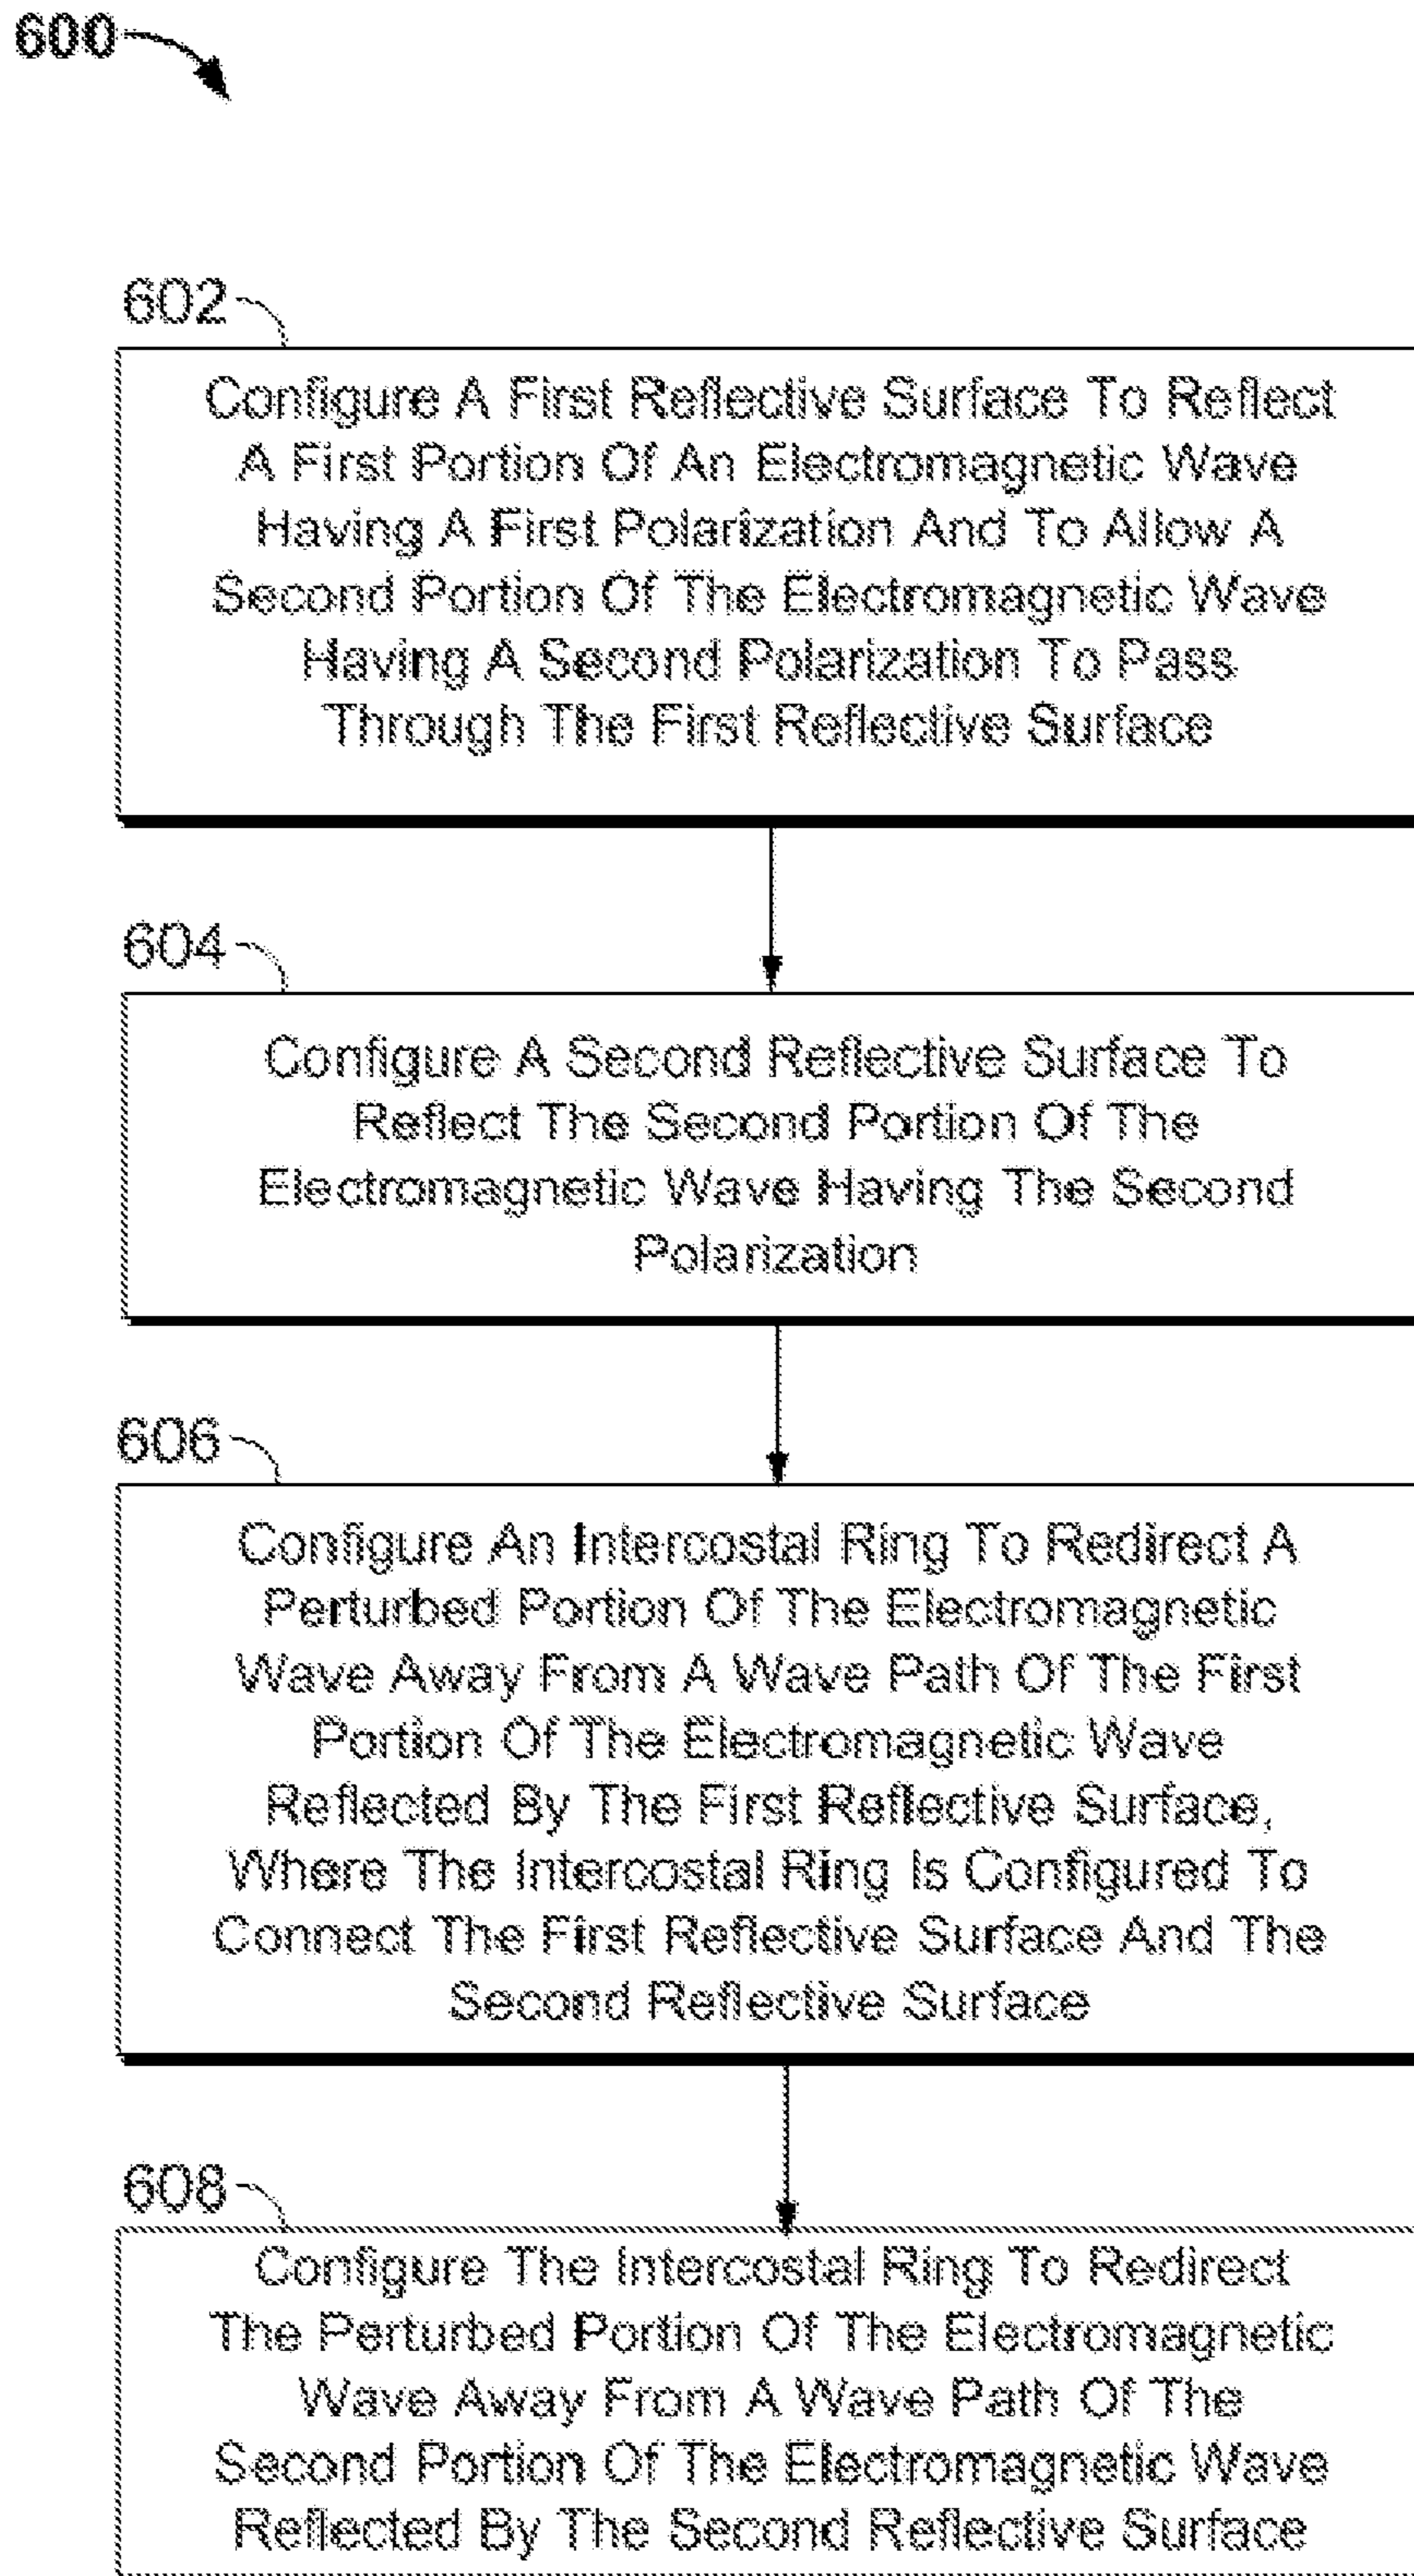 600
602
Configure A First Reflective Surface To Reflect
A First Portion Of An Electromagnetic Wave
Having A First Polarization And To Allow A
Second Portion Of The Electromagnetic Wave
Having A Second Polarization To Pass
Through The First Reflective Surface
604
Configure A Second Reflective Surface To
Reflect The Second Portion Of The
Electromagnetic Wave Having The Second
Polarization
606
Configure An Intercostal Ring To Redirect A
Perturbed Portion Of The Electromagnetic
Wave Away From A Wave Path Of The First
Portion Of The Electromagnetic Wave
Reflected By The First Reflective Surface,
Where The Intercostal Ring Is Configured To
Connect The First Reflective Surface And The
Second Reflective Surface
608
Configure The Intercostal Ring To Redirect
The Perturbed Portion Of The Electromagnetic
Wave Away From A Wave Path Of The
Second Portion Of The Electromagnetic Wave
Reflected By The Second Reflective Surface